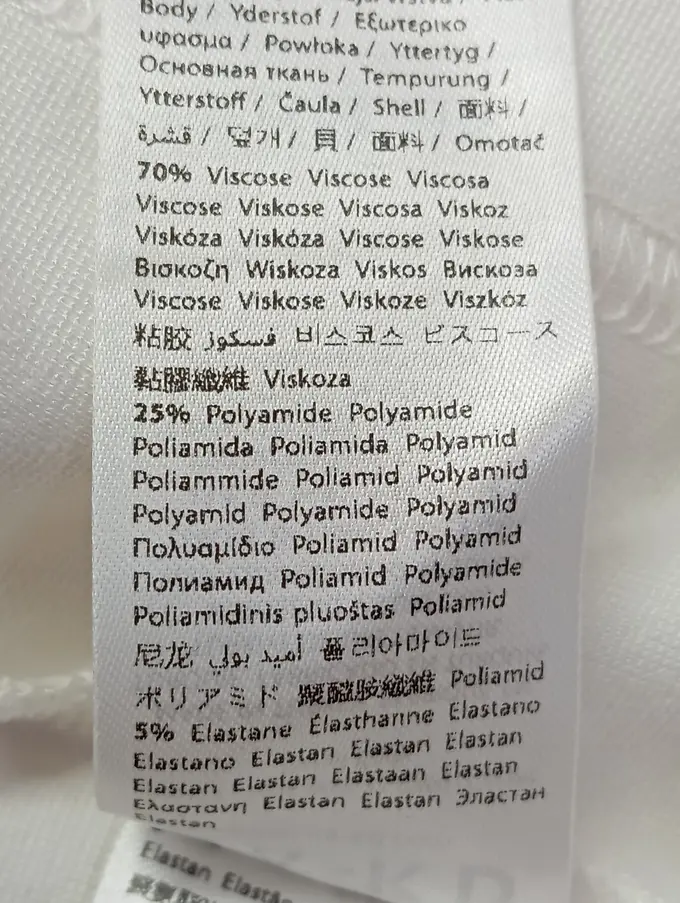 Body / Yderstof / Εξωτερικο
υφασμα / Powłoka / Yttertyg /
Основная ткань / Tempurung /
Ytterstoff / Čaula / Shell / 面料 /
قشرة / 덮개 / 貝 / 面料 / Omotač
70% Viscose Viscose Viscosa
Viscose Viskose Viscosa Viskoz
Viskóza Viskóza Viscose Viskose
Βισκοζη Wiskoza Viskos Вискоза
Viscose Viskose Viskoze Viszkóz
粘胶 فسكوز 비스코스 ビスコース
黏膠纖維 Viskoza
25% Polyamide Polyamide
Poliamida Poliamida Polyamid
Poliammide Poliamid Polyamid
Polyamid Polyamide Polyamid
Πολυαμίδιο Poliamid Polyamid
Полиамид Poliamid Polyamide
Poliamidinis pluoštas Poliamid
尼龙 أميد بولي 폴리아마이드
ポリアミド 聚醯胺纖維 Poliamid
5% Elastane Élasthanne Elastano
Elastano Elastan Elastan Elastan
Elastan Elastan Elastaan Elastan
Ελαστανη Elastan Elastan Эластан
Elastan
Elastan